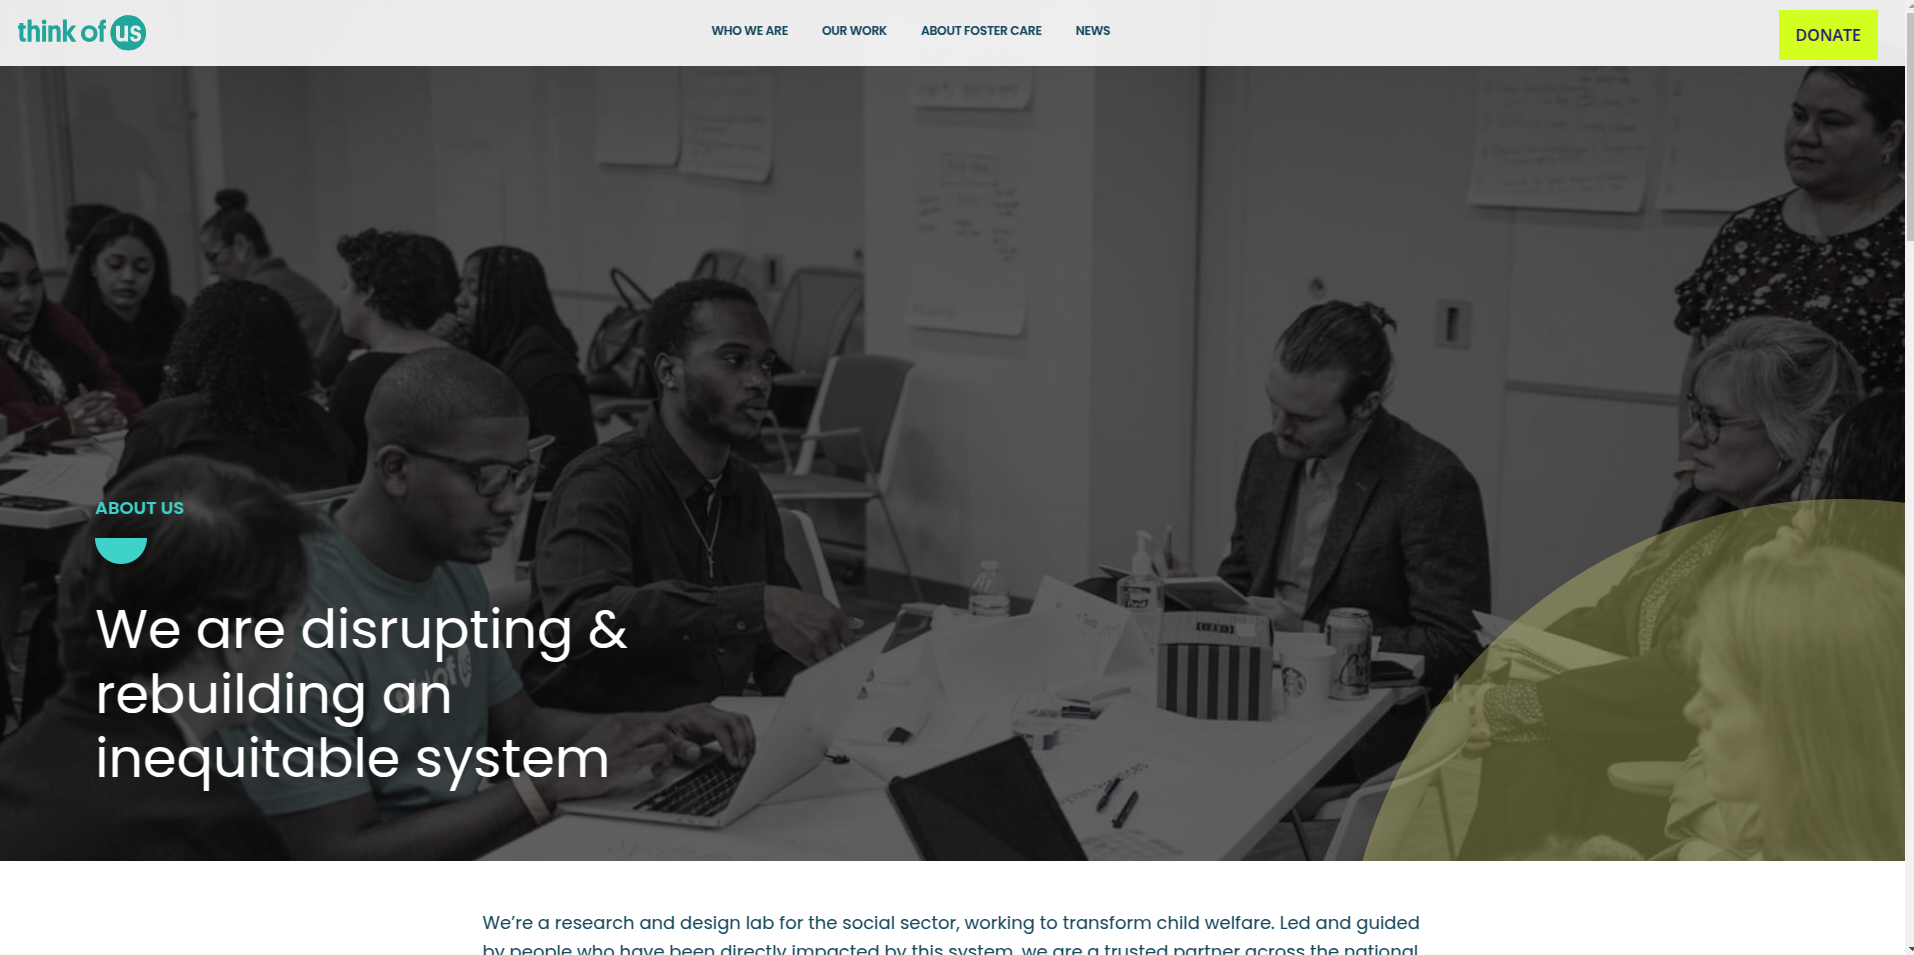 think of us
WHO WE ARE
OUR WORK
ABOUT FOSTER CARE
NEWS
DONATE
ABOUT US
We are disrupting &
rebuilding an
inequitable system
We’re a research and design lab for the social sector, working to transform child welfare. Led and guided
by people who have been directly impacted by this system, we are a trusted partner across the national